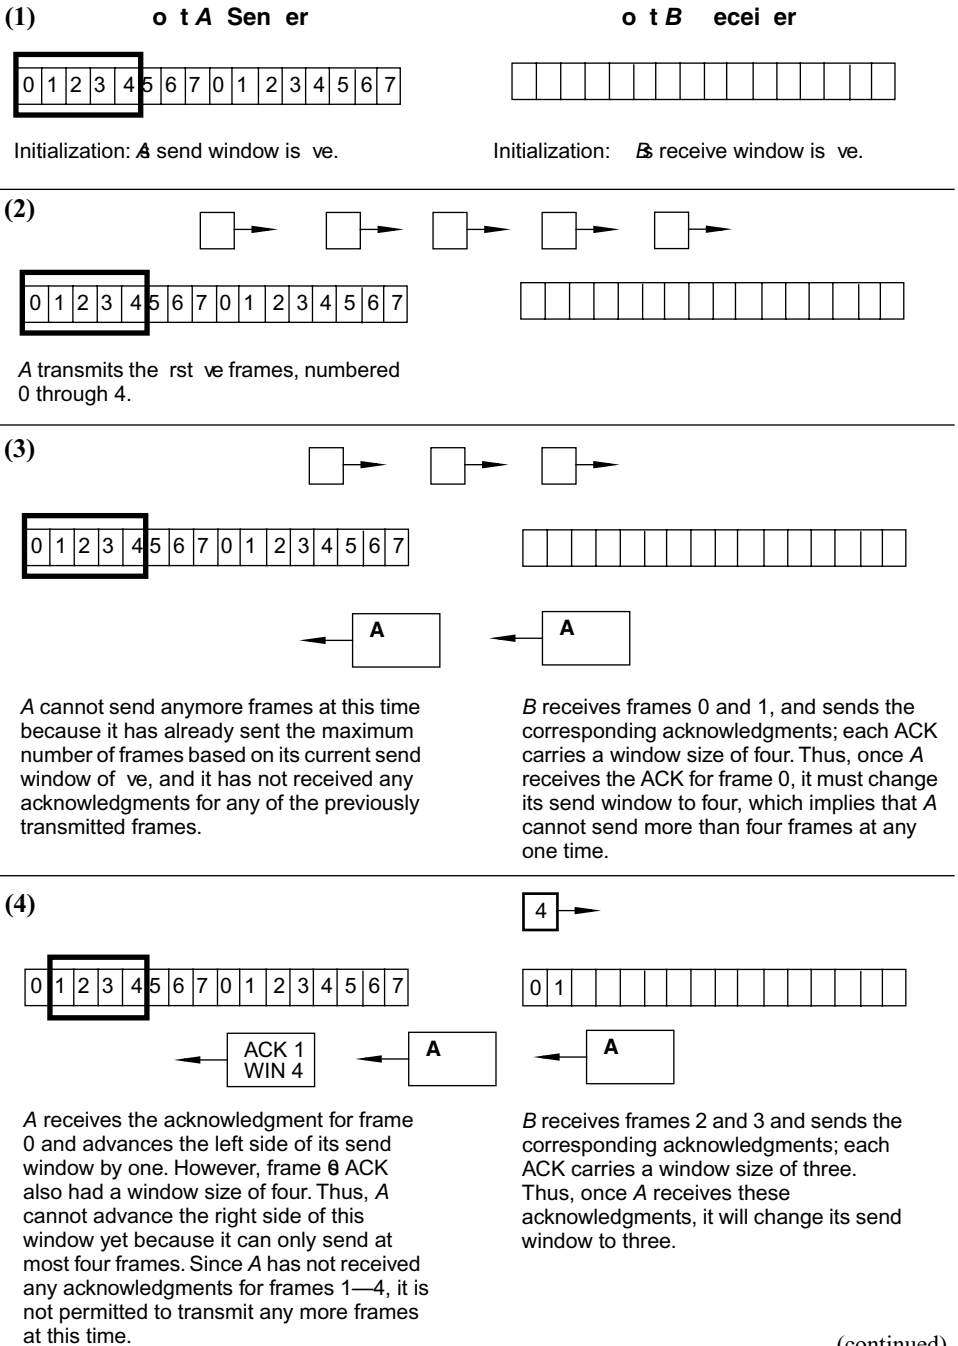 (1)
A Sen er
B ecei er
0 1 2 3 4 5 6 7 0 1 2 3 4 5 6 7
Initialization: A's send window is ve.
Initialization: B's receive window is ve.
(2)
0 1 2 3 4 5 6 7 0 1 2 3 4 5 6 7
A transmits the rst ve frames, numbered
0 through 4.
(3)
0 1 2 3 4 5 6 7 0 1 2 3 4 5 6 7
A
A
A cannot send anymore frames at this time
because it has already sent the maximum
number of frames based on its current send
window of ve, and it has not received any
acknowledgments for any of the previously
transmitted frames.
B receives frames 0 and 1, and sends the
corresponding acknowledgments; each ACK
carries a window size of four. Thus, once A
receives the ACK for frame 0, it must change
its send window to four, which implies that A
cannot send more than four frames at any
one time.
(4)
4
0 1 2 3 4 5 6 7 0 1 2 3 4 5 6 7
0 1
ACK 1
WIN 4
A
A
A receives the acknowledgment for frame
0 and advances the left side of its send
window by one. However, frame ACK
also had a window size of four. Thus, A
cannot advance the right side of this
window yet because it can only send at
most four frames. Since A has not received
any acknowledgments for frames 1—4, it is
not permitted to transmit any more frames
at this time.
B receives frames 2 and 3 and sends the
corresponding acknowledgments; each
ACK carries a window size of three.
Thus, once A receives these
acknowledgments, it will change its send
window to three.
(continued)